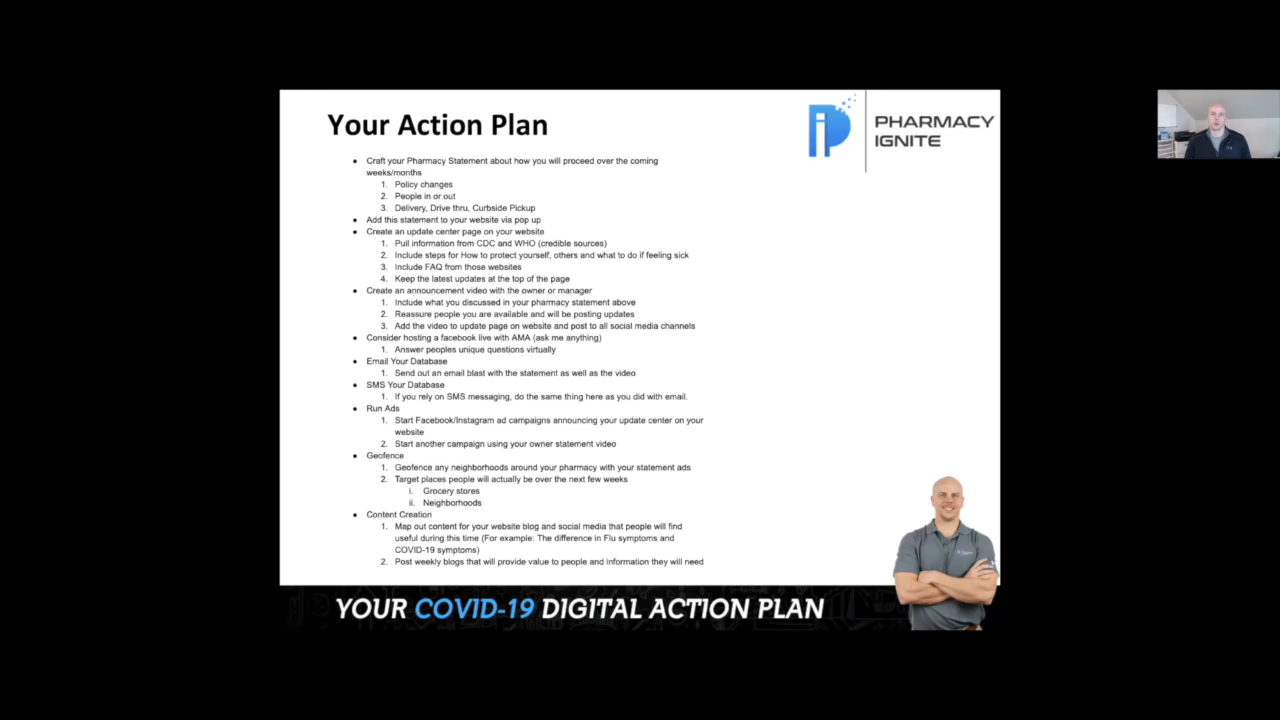 Your Action Plan
PHARMACY
IGNITE
• Craft your Pharmacy Statement about how you will proceed over the coming
weeks/months
1. Policy changes
2. People in or out
3. Delivery, Drive thru, Curbside Pickup
• Add this statement to your website via pop up
• Create an update center page on your website
1. Pull information from CDC and WHO (credible sources)
2. Include steps for How to protect yourself, others and what to do if feeling sick
3. Include FAQ from those websites
4. Keep the latest updates at the top of the page
• Create an announcement video with the owner or manager
1. Include what you discussed in your pharmacy statement above
2. Reassure people you are available and will be posting updates
3. Add the video to update page on website and post to all social media channels
• Consider hosting a facebook live with AMA (ask me anything)
1. Answer peoples unique questions virtually
• Email Your Database
1. Send out an email blast with the statement as well as the video
• SMS Your Database
1. If you rely on SMS messaging, do the same thing here as you did with email.
• Run Ads
1. Start Facebook/Instagram ad campaigns announcing your update center on your
website
2. Start another campaign using your owner statement video
• Geofence
1. Geofence any neighborhoods around your pharmacy with your statement ads
2. Target places people will actually be over the next few weeks
i. Grocery stores
ii. Neighborhoods
• Content Creation
1. Map out content for your website blog and social media that people will find
useful during this time (For example: The difference in Flu symptoms and
COVID-19 symptoms)
2. Post weekly blogs that will provide value to people and information they will need
YOUR COVID-19 DIGITAL ACTION PLAN